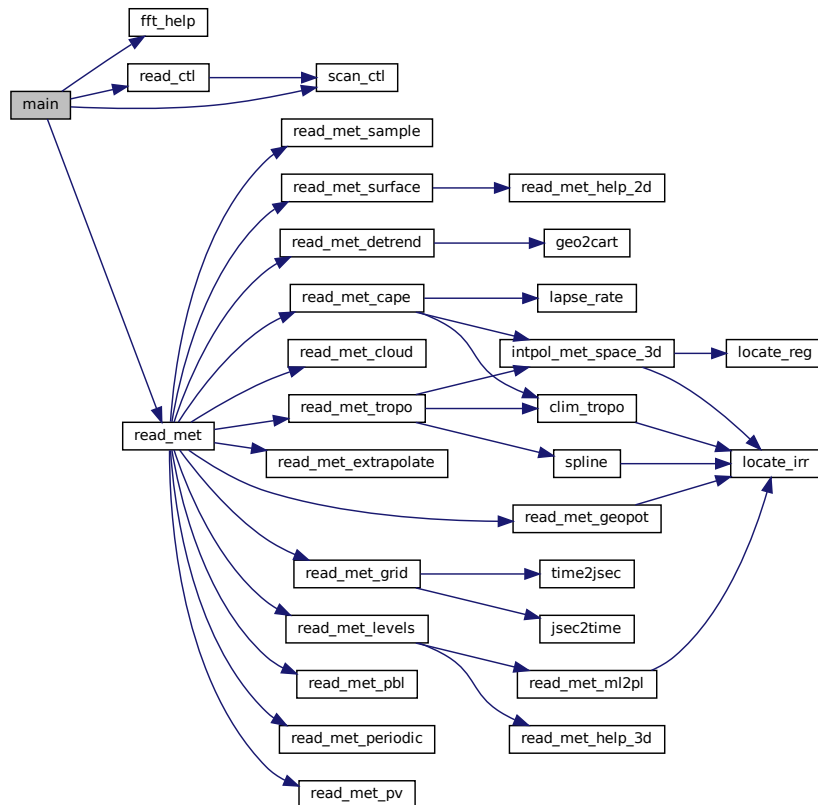 fft_help
read_ctl
scan_ctl
main
read_met_sample
read_met_surface
read_met_help_2d
read_met_detrend
geo2cart
read_met_cape
lapse_rate
read_met_cloud
intpol_met_space_3d
locate_reg
read_met_tropo
clim_tropo
read_met
read_met_extrapolate
spline
locate_irr
read_met_geopot
read_met_grid
time2jsec
read_met_levels
jsec2time
read_met_pbl
read_met_ml2pl
read_met_periodic
read_met_help_3d
read_met_pv